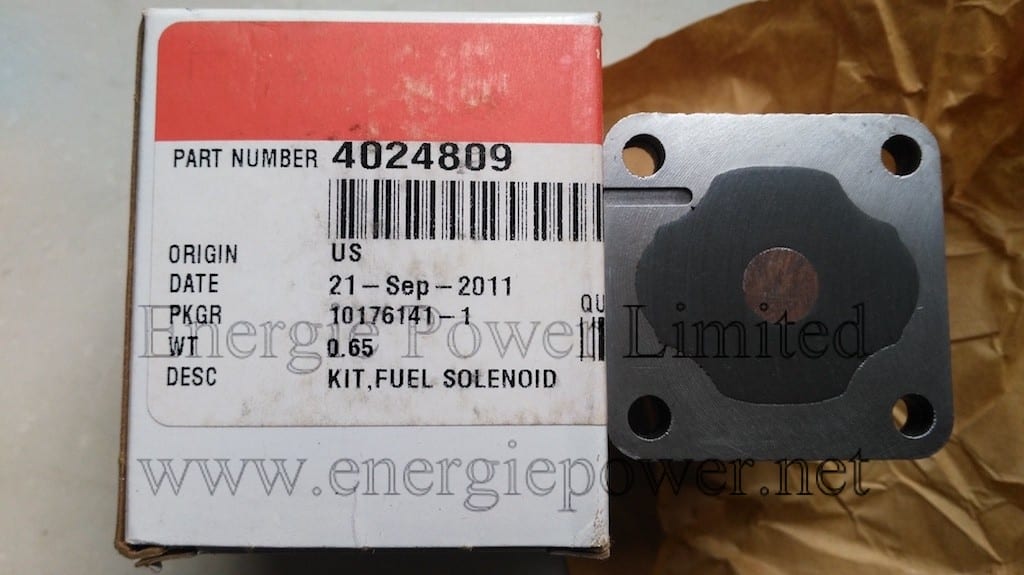 PART NUMBER 4024809
ORIGIN US
DATE 21-Sep-2011
QU
PKGR 10176141-1
WT 0.65
DESC KIT,FUEL SOLENOID
Energie Power Limited
www.energiepower.net